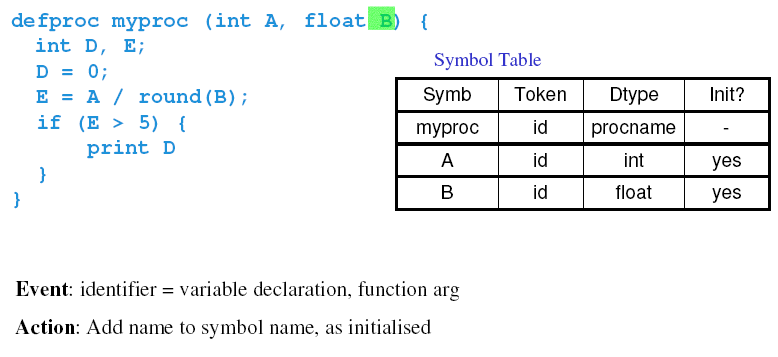 defproc myproc (int A, float B) {
int D, E;
D = 0;
E = A / round(B);
if (E > 5) {
print D
}
}
Symbol Table
Symb Token Dtype Init?
myproc id procname -
A id int yes
B id float yes
Event: identifier = variable declaration, function arg
Action: Add name to symbol name, as initialised